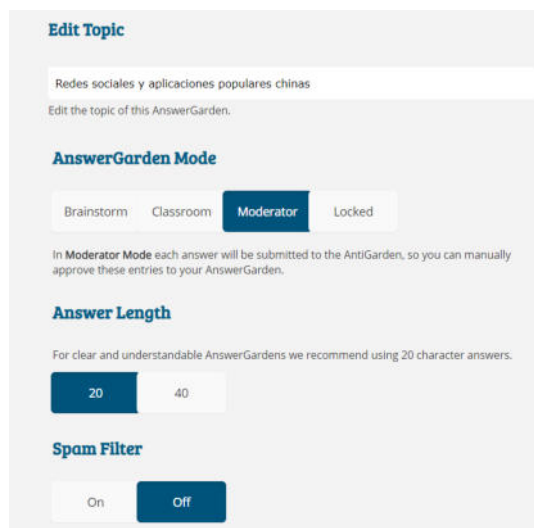 Edit Topic
Redes sociales y aplicaciones populares chinas
Edit the topic of this AnswerGarden.
AnswerGarden Mode
Brainstorm Classroom Moderator Locked
In Moderator Mode each answer will be submitted to the AntiGarden, so you can manually
approve these entries to your AnswerGarden.
Answer Length
For clear and understandable AnswerGardens we recommend using 20 character answers.
20 40
Spam Filter
On Off